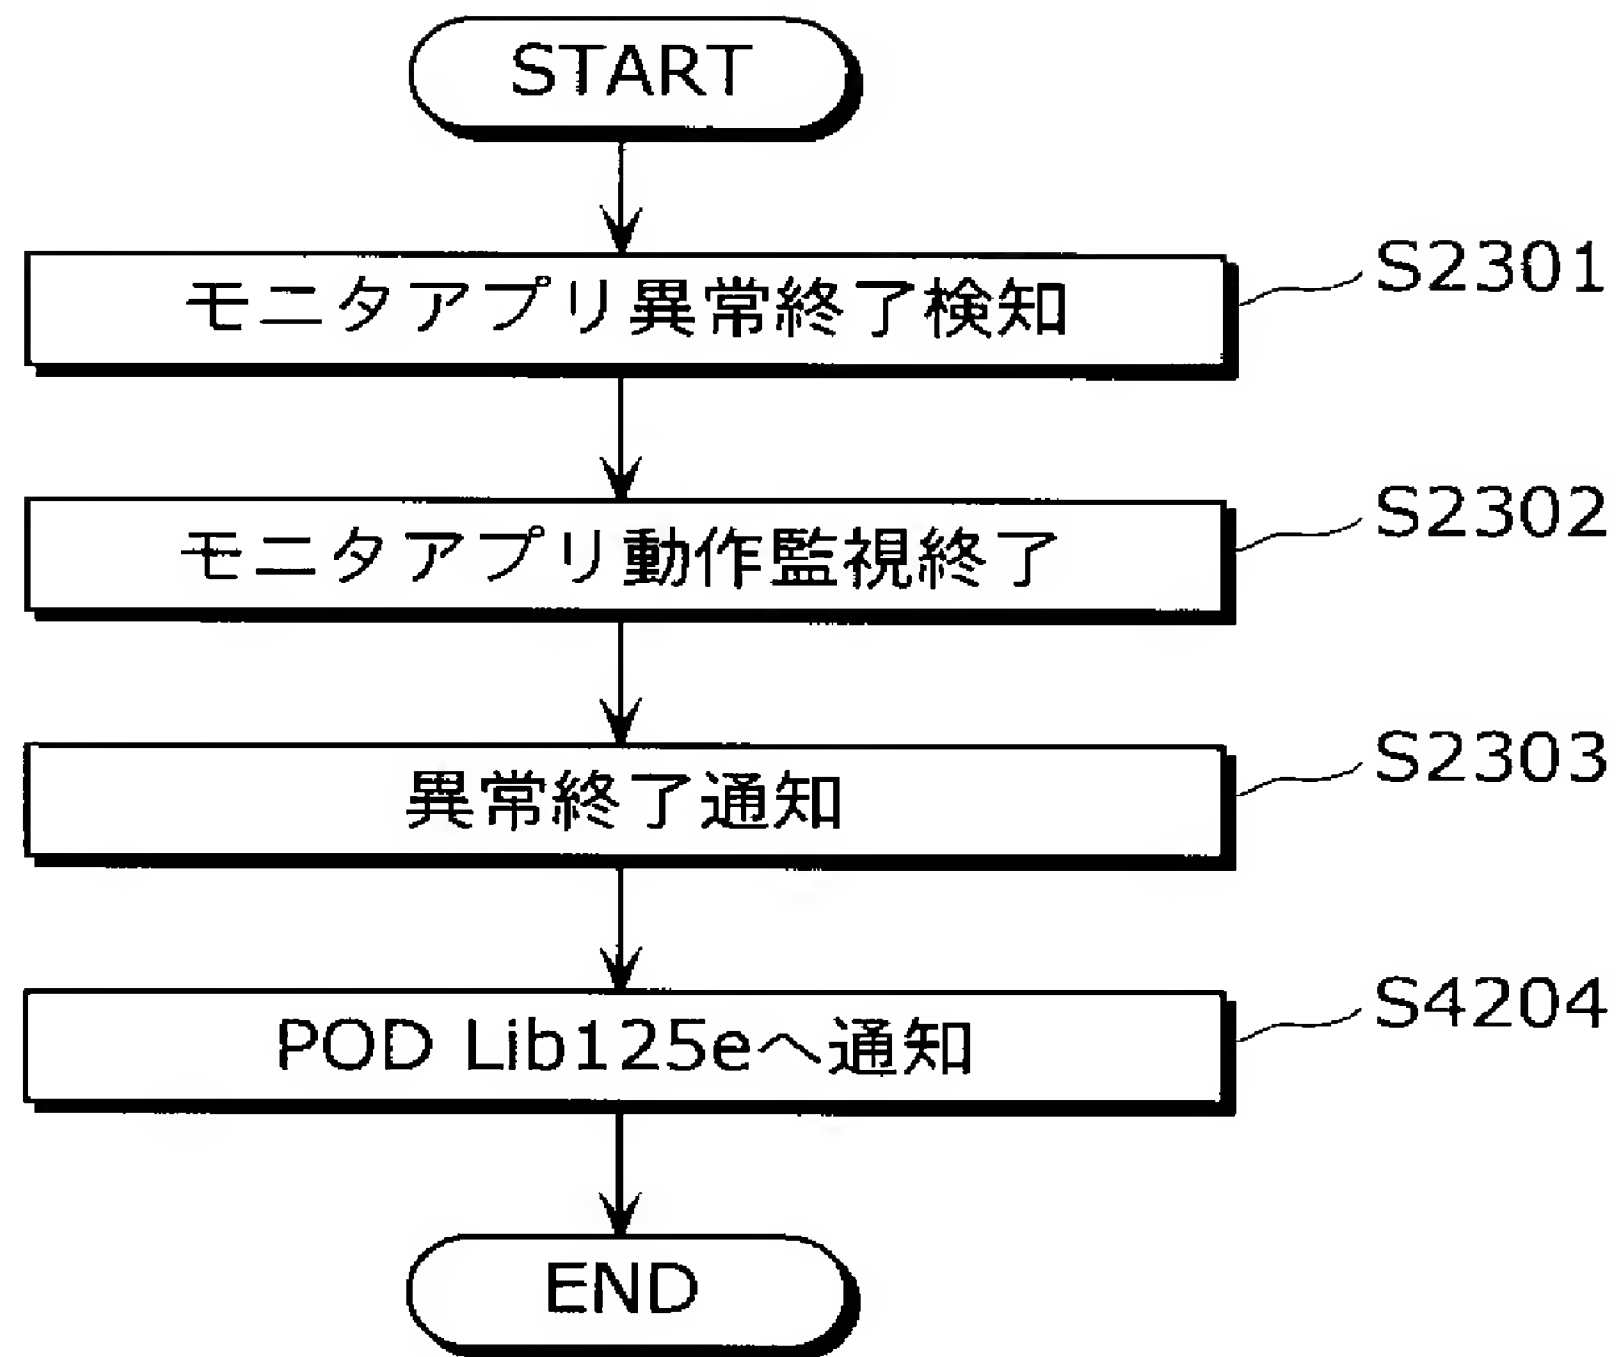 START
モニタアプリ異常終了検知
S2301
モニタアプリ動作監視終了
S2302
異常終了通知
S2303
POD Lib125eへ通知
S4204
END